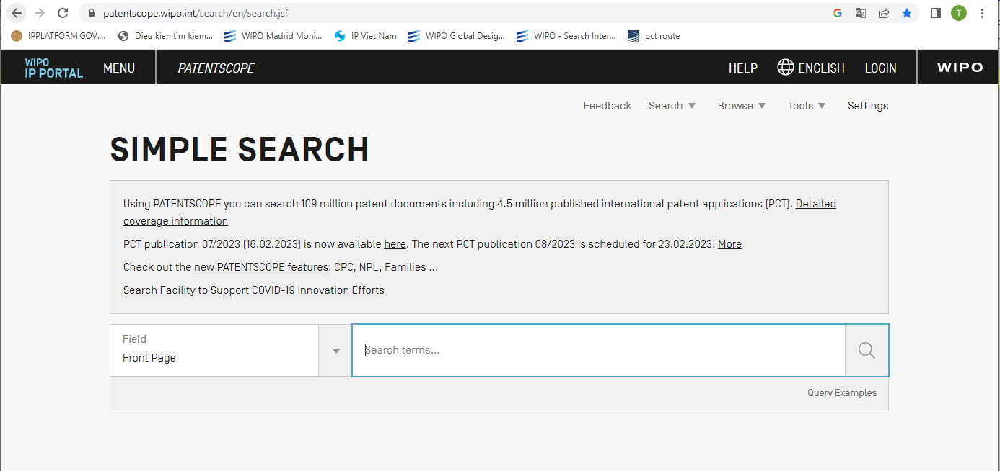 patentscope.wipo.int/search/en/search.jsf
T
IPPLATFORM.GOV.... Dieu kien tim kiem... WIPO Madrid Moni... IP Viet Nam WIPO Global Desig... WIPO - Search Inter... pct route
WIPO
IP PORTAL MENU PATENTSCOPE HELP ENGLISH LOGIN WIPO
Feedback Search Browse Tools Settings
SIMPLE SEARCH
Using PATENTSCOPE you can search 109 million patent documents including 4.5 million published international patent applications (PCT). Detailed
coverage information
PCT publication 07/2023 (16.02.2023) is now available here. The next PCT publication 08/2023 is scheduled for 23.02.2023. More
Check out the new PATENTSCOPE features: CPC, NPL, Families ...
Search Facility to Support COVID-19 Innovation Efforts
Field
Front Page
Search terms...
Query Examples